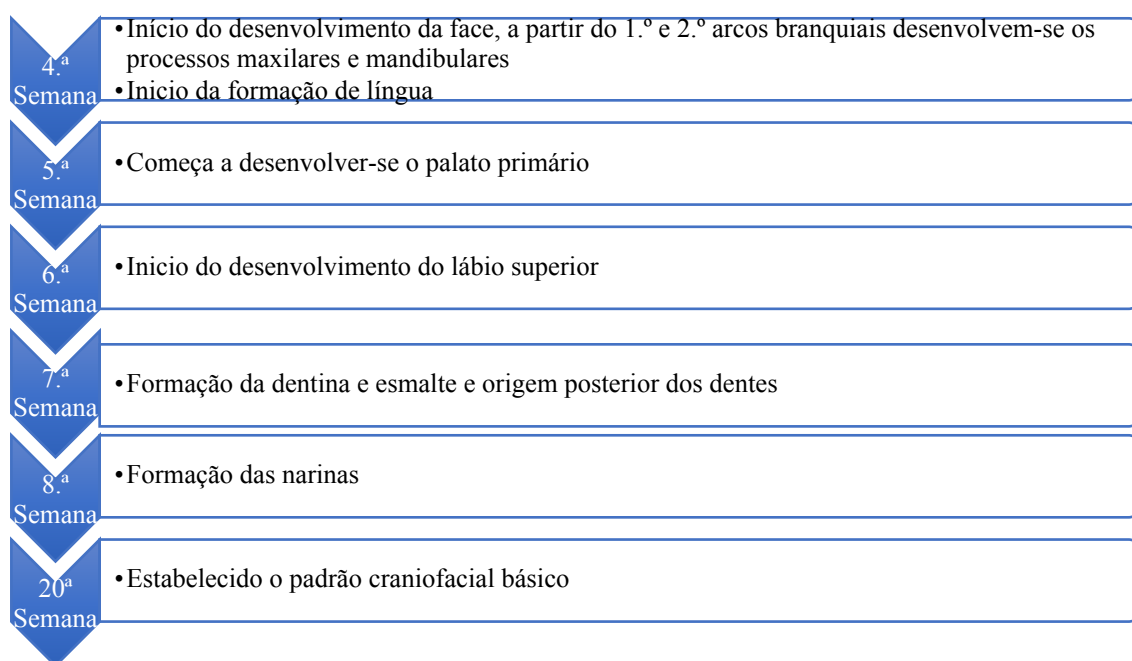 4.ª
Semana
•Início do desenvolvimento da face, a partir do 1.º e 2.º arcos branquiais desenvolvem-se os
processos maxilares e mandibulares
•Inicio da formação de língua
5.ª
Semana
•Começa a desenvolver-se o palato primário
6.ª
Semana
•Inicio do desenvolvimento do lábio superior
7.ª
Semana
•Formação da dentina e esmalte e origem posterior dos dentes
8.ª
Semana
•Formação das narinas
20ª
Semana
•Estabelecido o padrão craniofacial básico